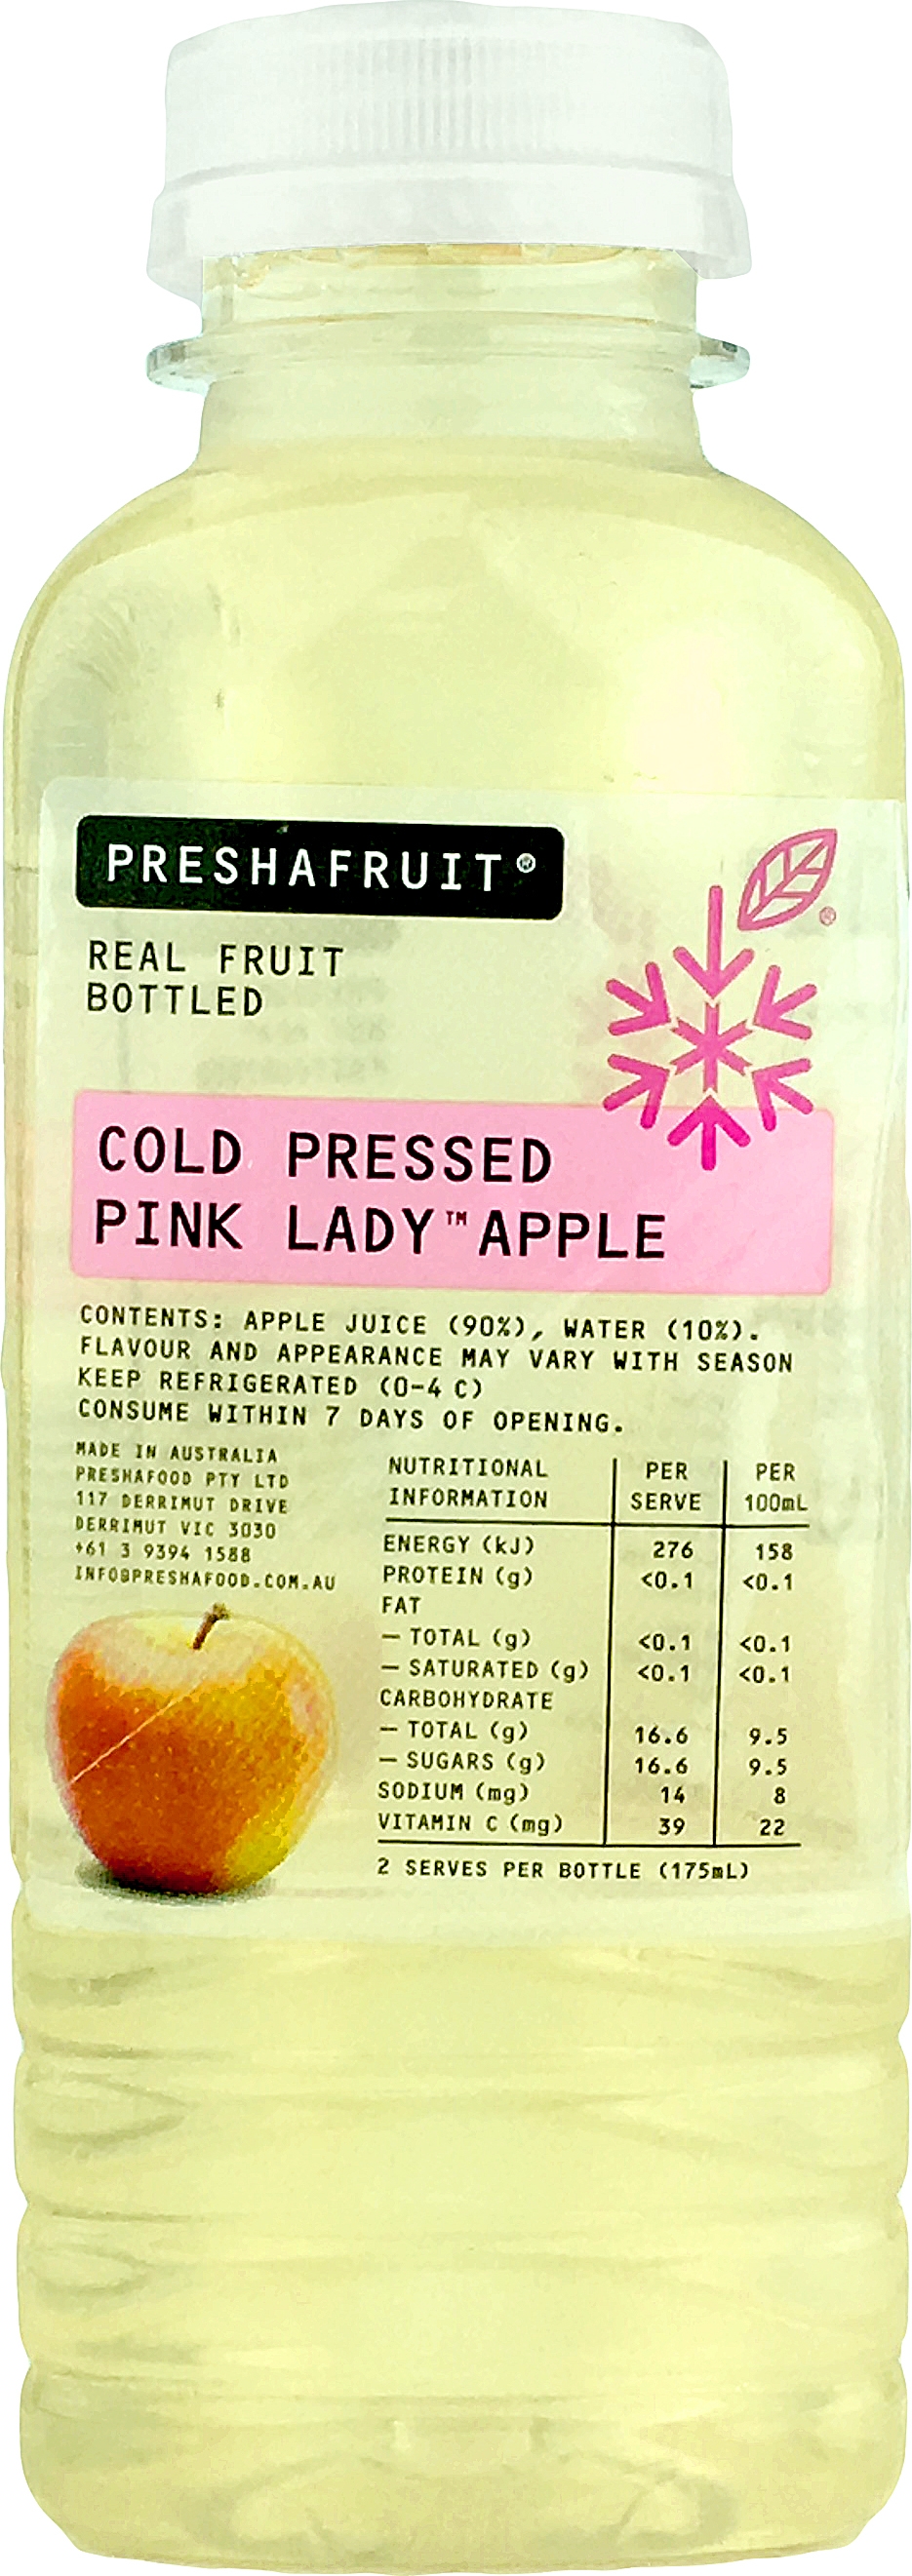 PRESHAFRUIT®
REAL FRUIT
BOTTLED
®
COLD PRESSED
PINK LADY™ APPLE
CONTENTS: APPLE JUICE (90%), WATER (10%).
FLAVOUR AND APPEARANCE MAY VARY WITH SEASON
KEEP REFRIGERATED (0-4 C)
CONSUME WITHIN 7 DAYS OF OPENING.
MADE IN AUSTRALIA
PRESHAFOOD PTY LTD
117 DERRIMUT DRIVE
DERRIMUT VIC 3030
+61 3 9394 1588
INFO@PRESHAFOOD.COM.AU
NUTRITIONAL PER PER
INFORMATION SERVE 100mL
ENERGY (kJ) 276 158
PROTEIN (g) <0.1 <0.1
FAT
— TOTAL (g) <0.1 <0.1
— SATURATED (g) <0.1 <0.1
CARBOHYDRATE
— TOTAL (g) 16.6 9.5
— SUGARS (g) 16.6 9.5
SODIUM (mg) 14 8
VITAMIN C (mg) 39 22
2 SERVES PER BOTTLE (175mL)